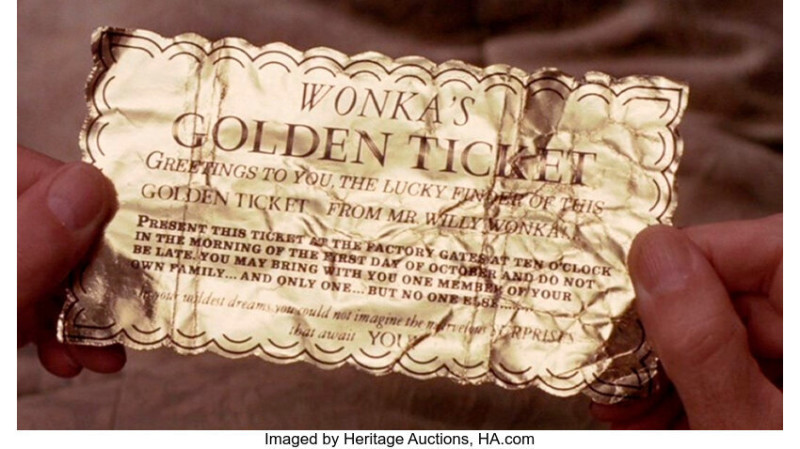 WONKA'S
GOLDEN TICKET
GREETINGS TO YOU, THE LUCKY FINDER OF THIS
GOLDEN TICKET FROM MR WILLY WONKA!
PRESENT THIS TICKET AT THE FACTORY GATES AT TEN O'CLOCK
IN THE MORNING OF THE FIRST DAY OF OCTOBER AND DO NOT
BE LATE. YOU MAY BRING WITH YOU ONE MEMBER OF YOUR
OWN FAMILY... AND ONLY ONE... BUT NO ONE ELSE.......
In your wildest dreams you could not imagine the marvelous SURPRISES
that await YOU!
Imaged by Heritage Auctions, HA.com